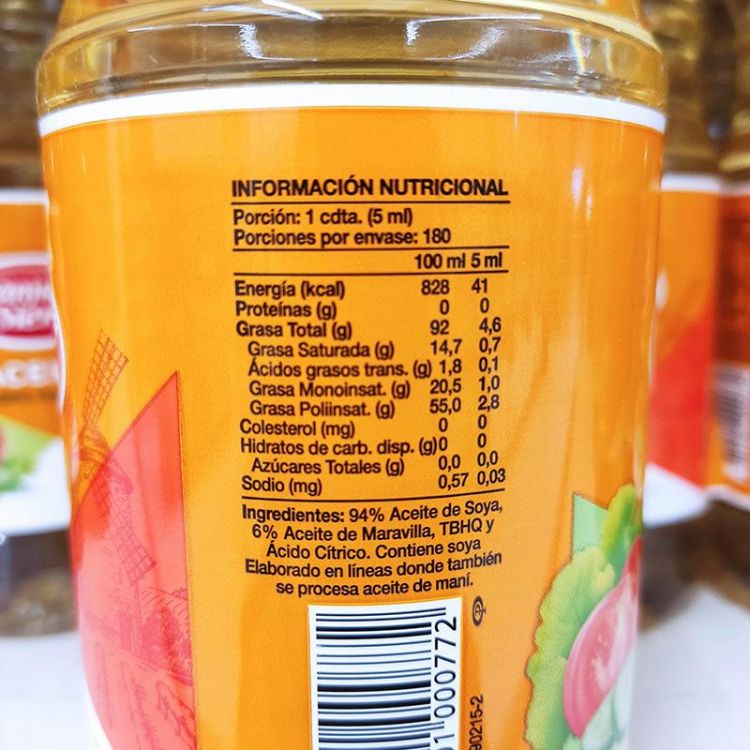 INFORMACIÓN NUTRICIONAL
Porción: 1 cdta. (5 ml)
Porciones por envase: 180
100 ml 5 ml
Energía (kcal) 828 41
Proteínas (g) 0 0
Grasa Total (g) 92 4,6
Grasa Saturada (g) 14,7 0,7
Ácidos grasos trans. (g) 1,8 0,1
Grasa Monoinsat. (g) 20,5 1,0
Grasa Poliinsat. (g) 55,0 2,8
Colesterol (mg) 0 0
Hidratos de carb. disp. (g) 0 0
Azúcares Totales (g) 0,0 0,0
Sodio (mg) 0,57 0,03
Ingredientes: 94% Aceite de Soya,
6% Aceite de Maravilla, TBHQ y
Ácido Cítrico. Contiene soya
Elaborado en líneas donde también
se procesa aceite de maní.
1000772
90215-2